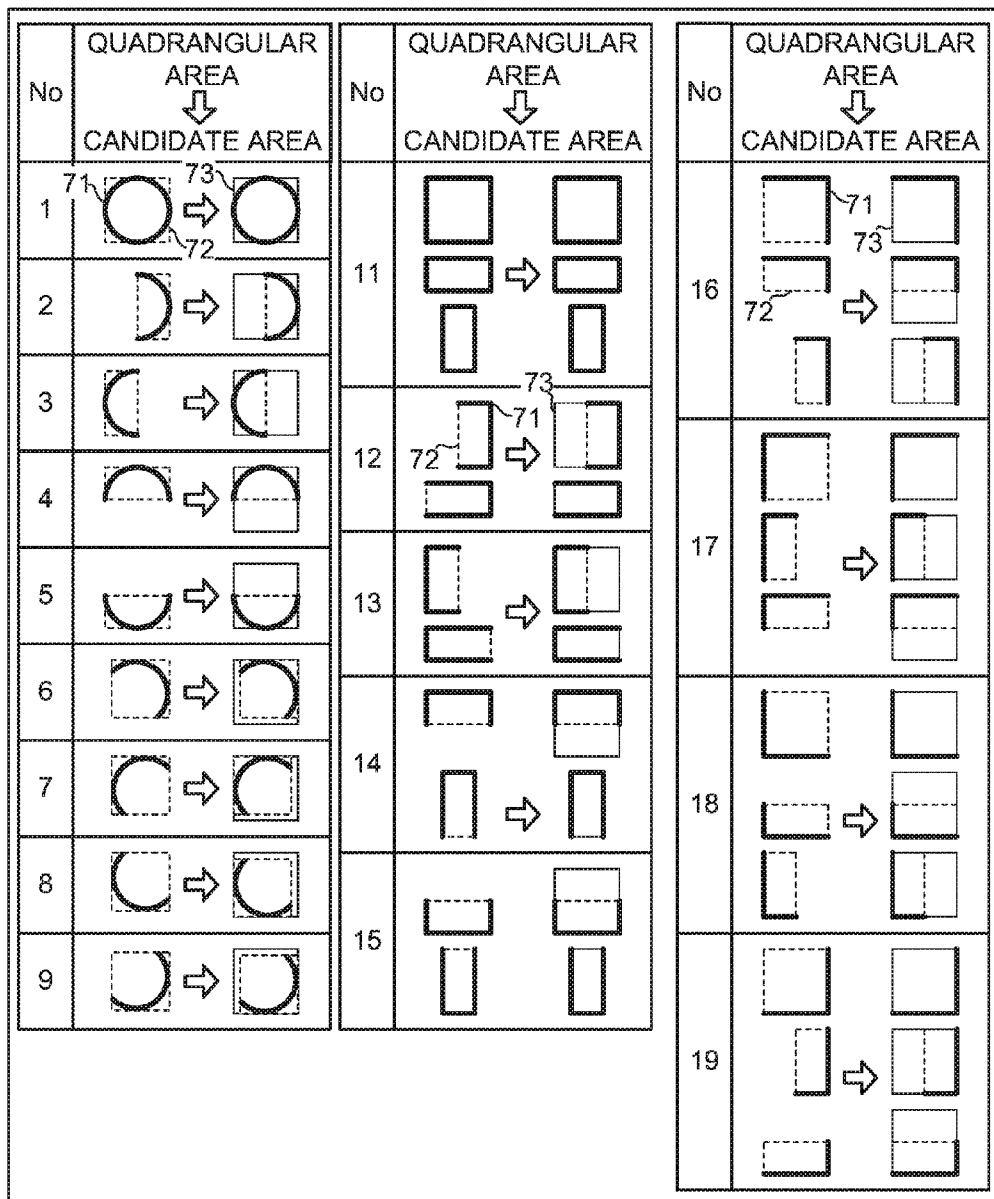 No
QUADRANGULAR
AREA
CANDIDATE AREA
1
71
73
72
2
3
4
5
6
7
8
9
No
QUADRANGULAR
AREA
CANDIDATE AREA
11
12
73
71
72
13
14
15
No
QUADRANGULAR
AREA
CANDIDATE AREA
16
71
73
72
17
18
19